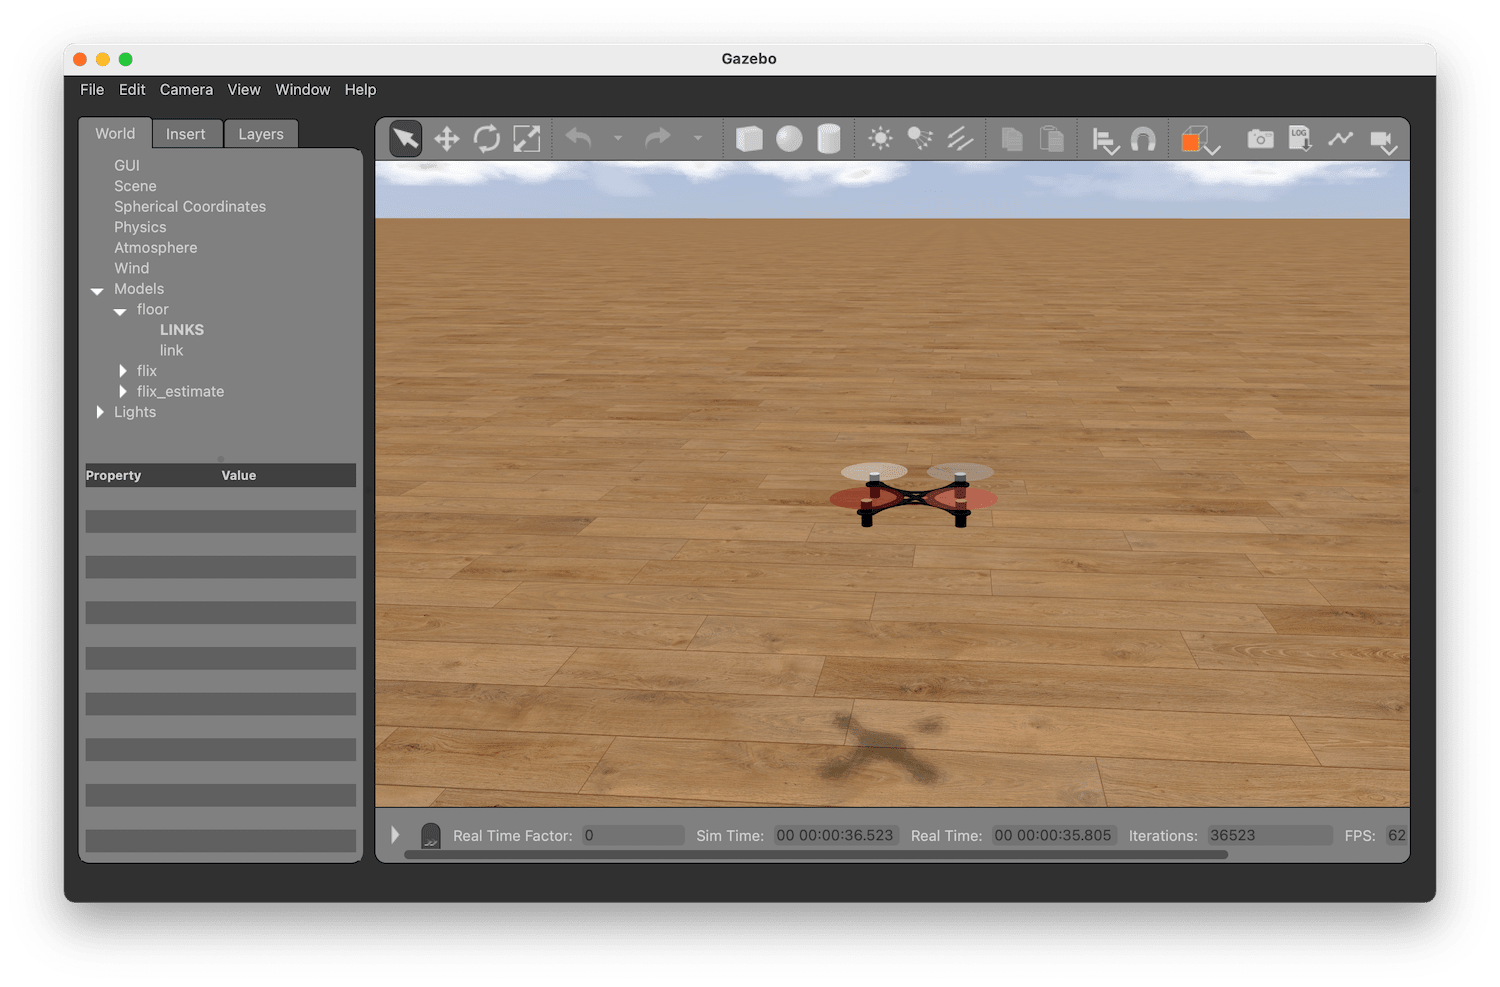 Gazebo
File Edit Camera View Window Help
World Insert Layers
GUI
Scene
Spherical Coordinates
Physics
Atmosphere
Wind
Models
floor
LINKS
link
flix
flix_estimate
Lights
Property Value
LOG
Real Time Factor: 0 Sim Time: 00 00:00:36.523 Real Time: 00 00:00:35.805 Iterations: 36523 FPS: 62